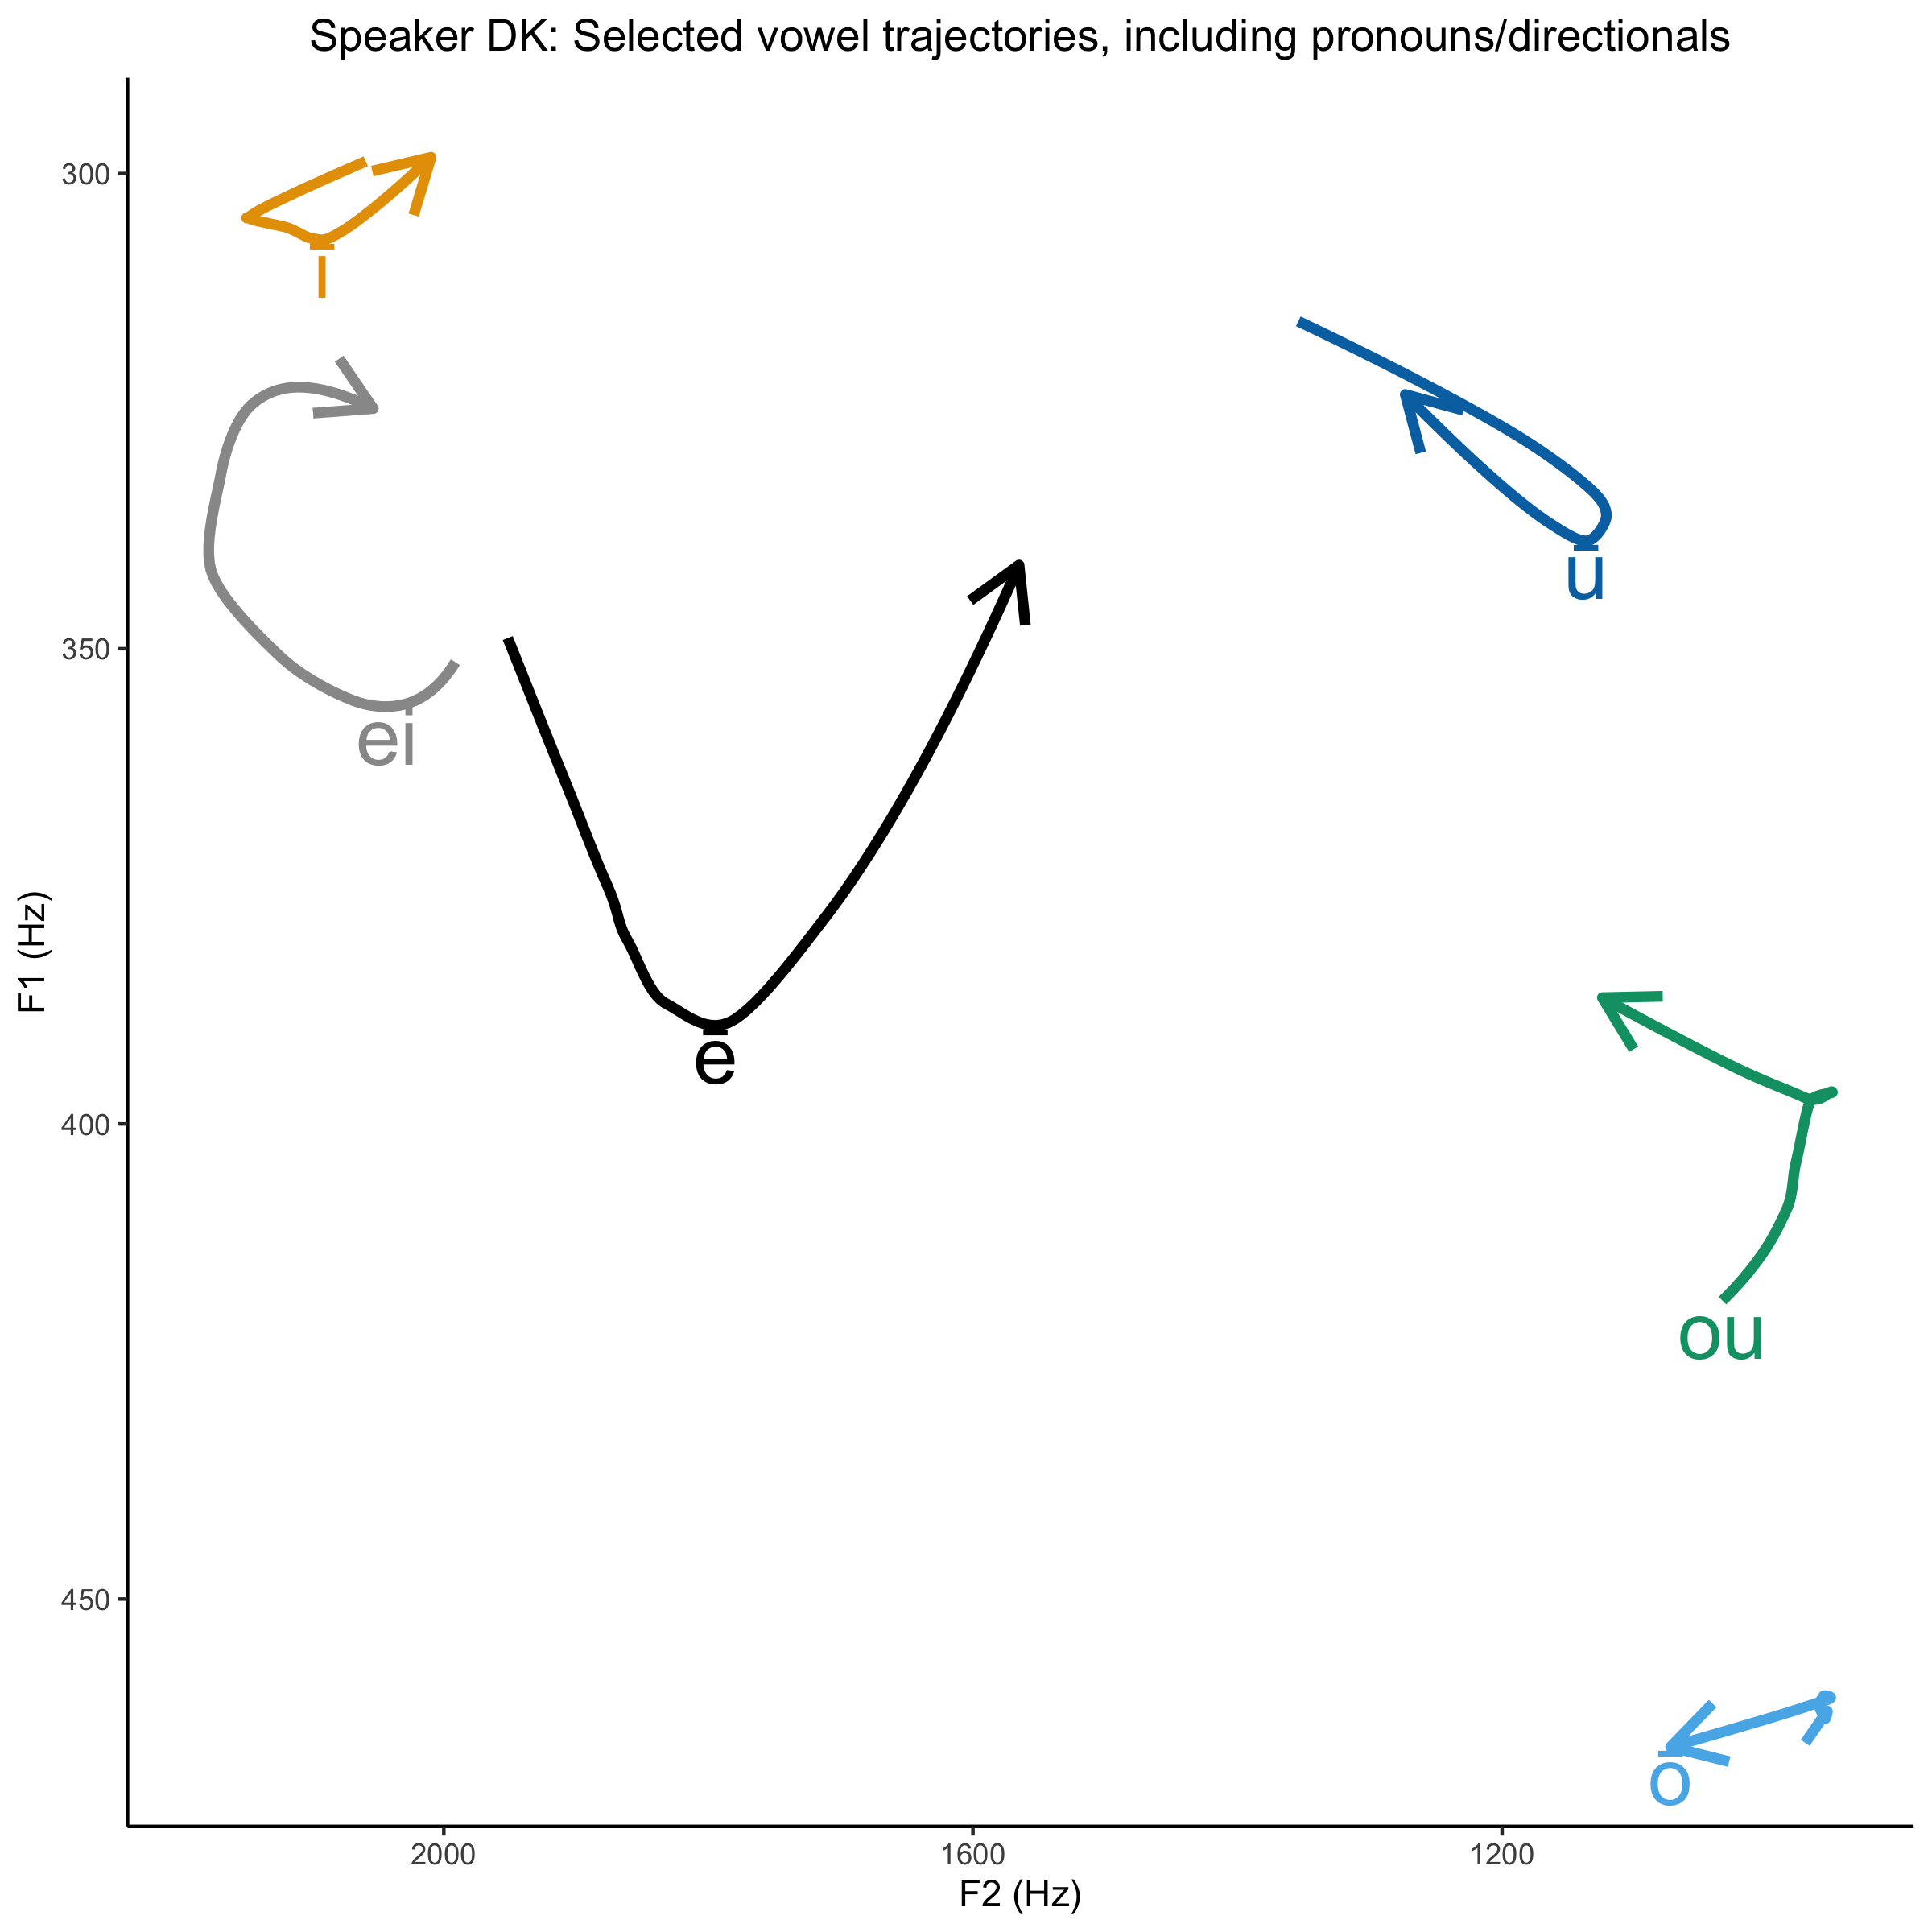 Speaker DK: Selected vowel trajectories, including pronouns/directionals
300
ī
ū
350
ei
F1 (Hz)
ē
400
ou
450
ō
2000 1600 1200
F2 (Hz)